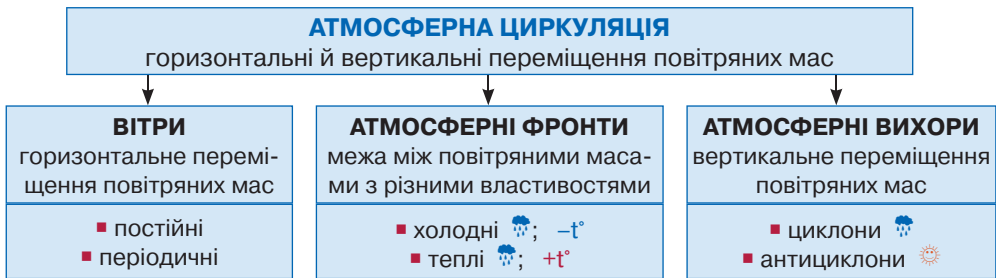 АТМОСФЕРНА ЦИРКУЛЯЦІЯ
горизонтальні й вертикальні переміщення повітряних мас
ВІТРИ
горизонтальне перемі-
щення повітряних мас
■ постійні
■ періодичні
АТМОСФЕРНІ ФРОНТИ
межа між повітряними маса-
ми з різними властивостями
■ холодні ; –t°
■ теплі ; +t°
АТМОСФЕРНІ ВИХОРИ
вертикальне переміщення
повітряних мас
■ циклони
■ антициклони